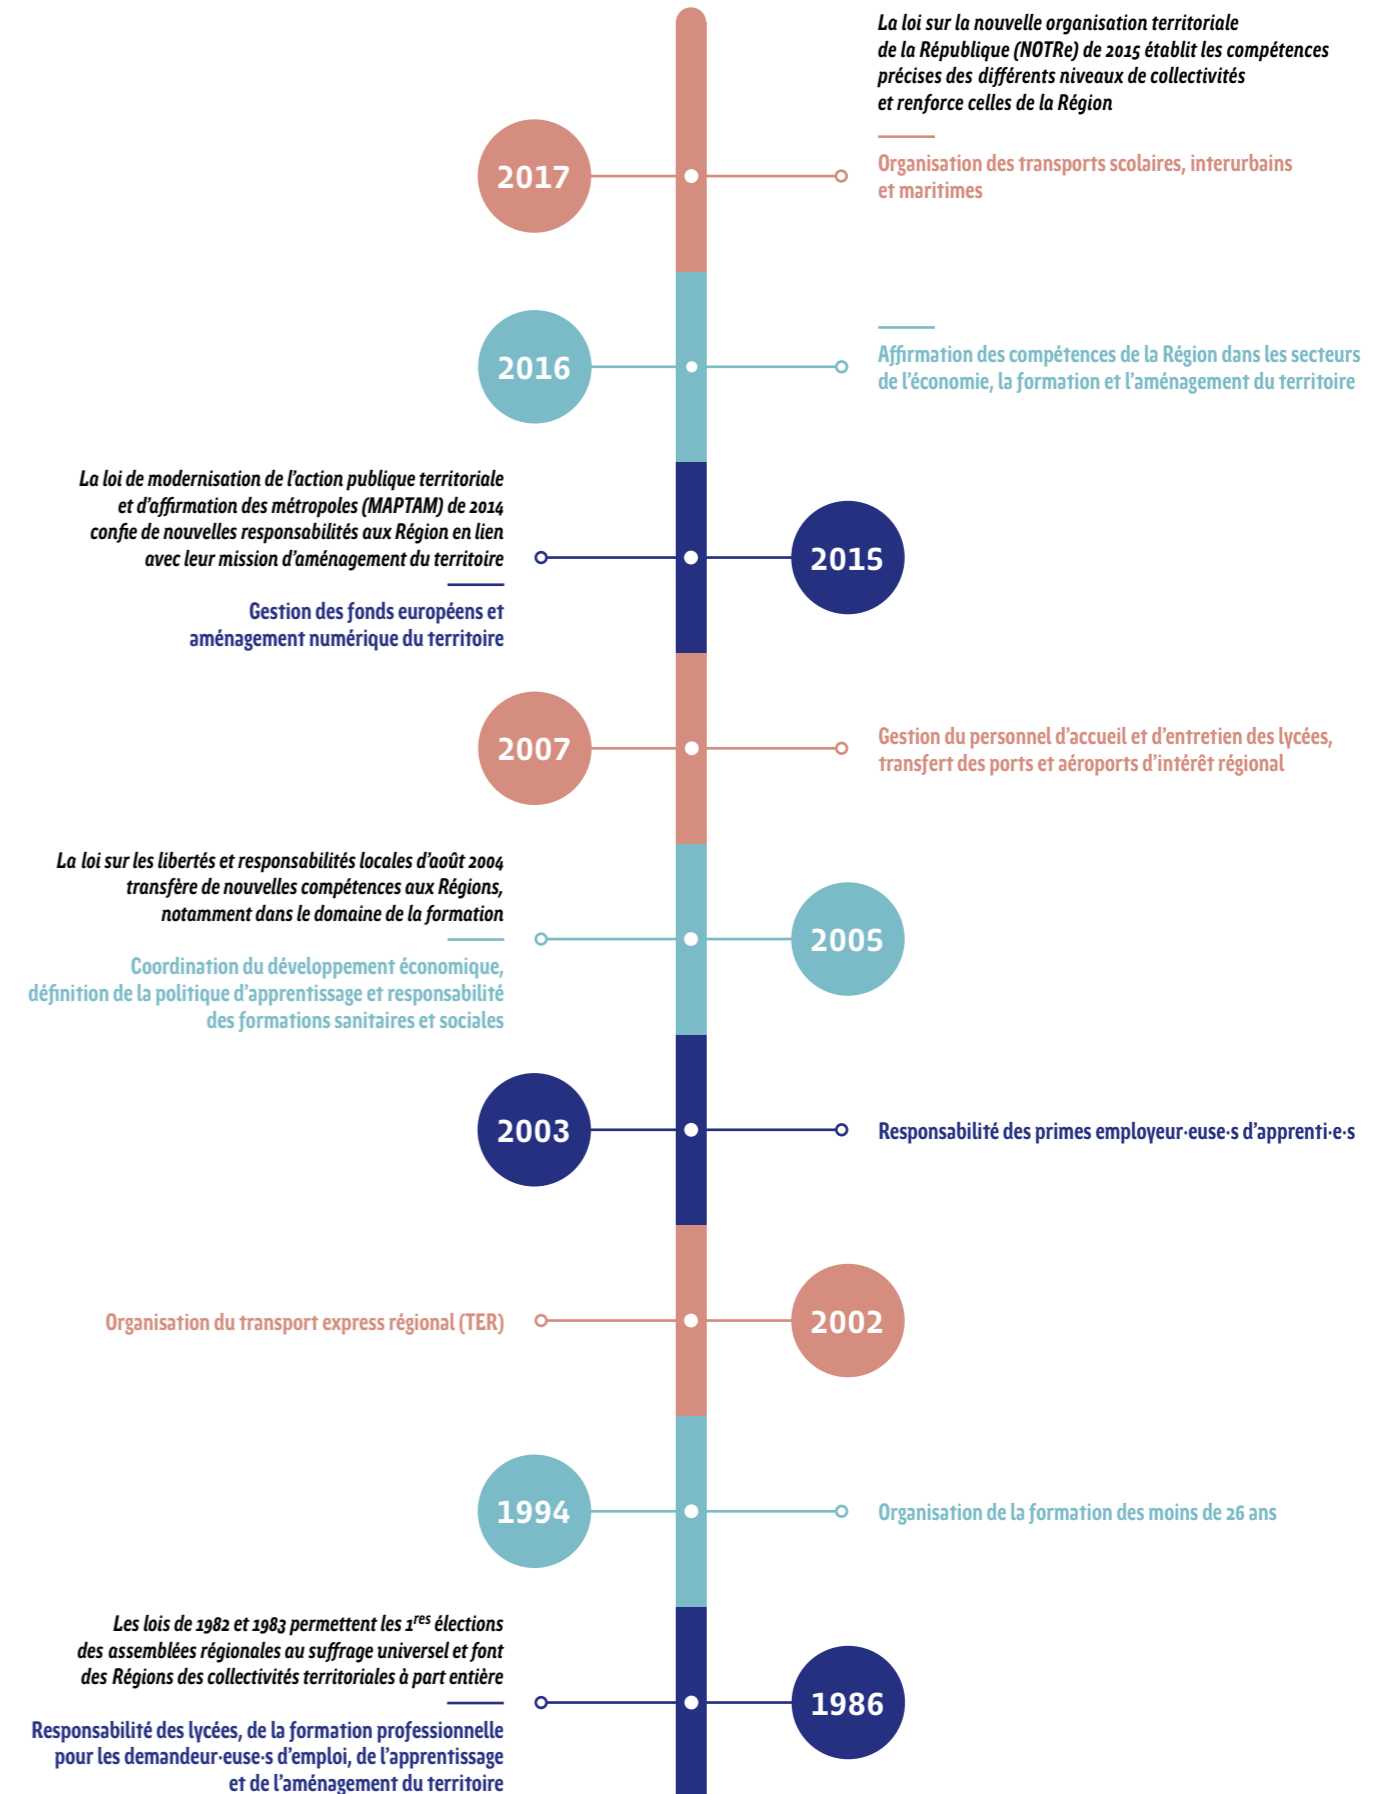 La loi sur la nouvelle organisation territoriale
de la République (NOTRe) de 2015 établit les compétences
précises des différents niveaux de collectivités
et renforce celles de la Région
2017
Organisation des transports scolaires, interurbains
et maritimes
2016
Affirmation des compétences de la Région dans les secteurs
de l’économie, la formation et l’aménagement du territoire
La loi de modernisation de l’action publique territoriale
et d’affirmation des métropoles (MAPTAM) de 2014
confie de nouvelles responsabilités aux Région en lien
avec leur mission d’aménagement du territoire
2015
Gestion des fonds européens et
aménagement numérique du territoire
2007
Gestion du personnel d’accueil et d’entretien des lycées,
transfert des ports et aéroports d’intérêt régional
La loi sur les libertés et responsabilités locales d’août 2004
transfère de nouvelles compétences aux Régions,
notamment dans le domaine de la formation
2005
Coordination du développement économique,
définition de la politique d’apprentissage et responsabilité
des formations sanitaires et sociales
2003
Responsabilité des primes employeur·euse·s d’apprenti·e·s
Organisation du transport express régional (TER)
2002
1994
Organisation de la formation des moins de 26 ans
Les lois de 1982 et 1983 permettent les 1res élections
des assemblées régionales au suffrage universel et font
des Régions des collectivités territoriales à part entière
1986
Responsabilité des lycées, de la formation professionnelle
pour les demandeur·euse·s d’emploi, de l’apprentissage
et de l’aménagement du territoire